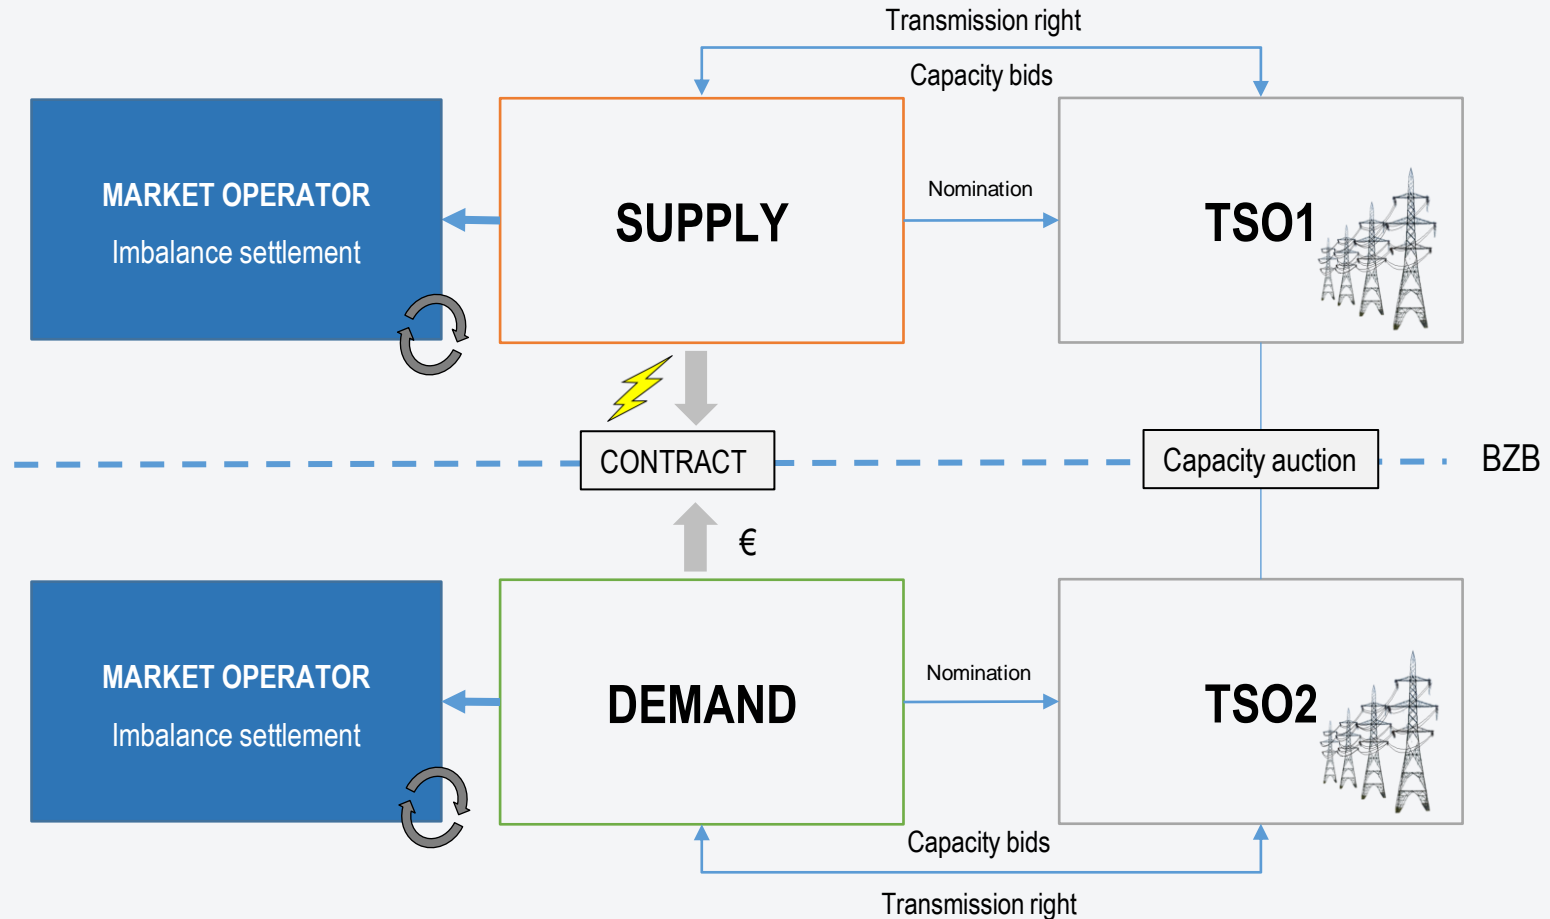 Transmission right
Capacity bids
MARKET OPERATOR
Imbalance settlement
SUPPLY
Nomination
TSO1
CONTRACT
Capacity auction
BZB
€
MARKET OPERATOR
Imbalance settlement
DEMAND
Nomination
TSO2
Capacity bids
Transmission right